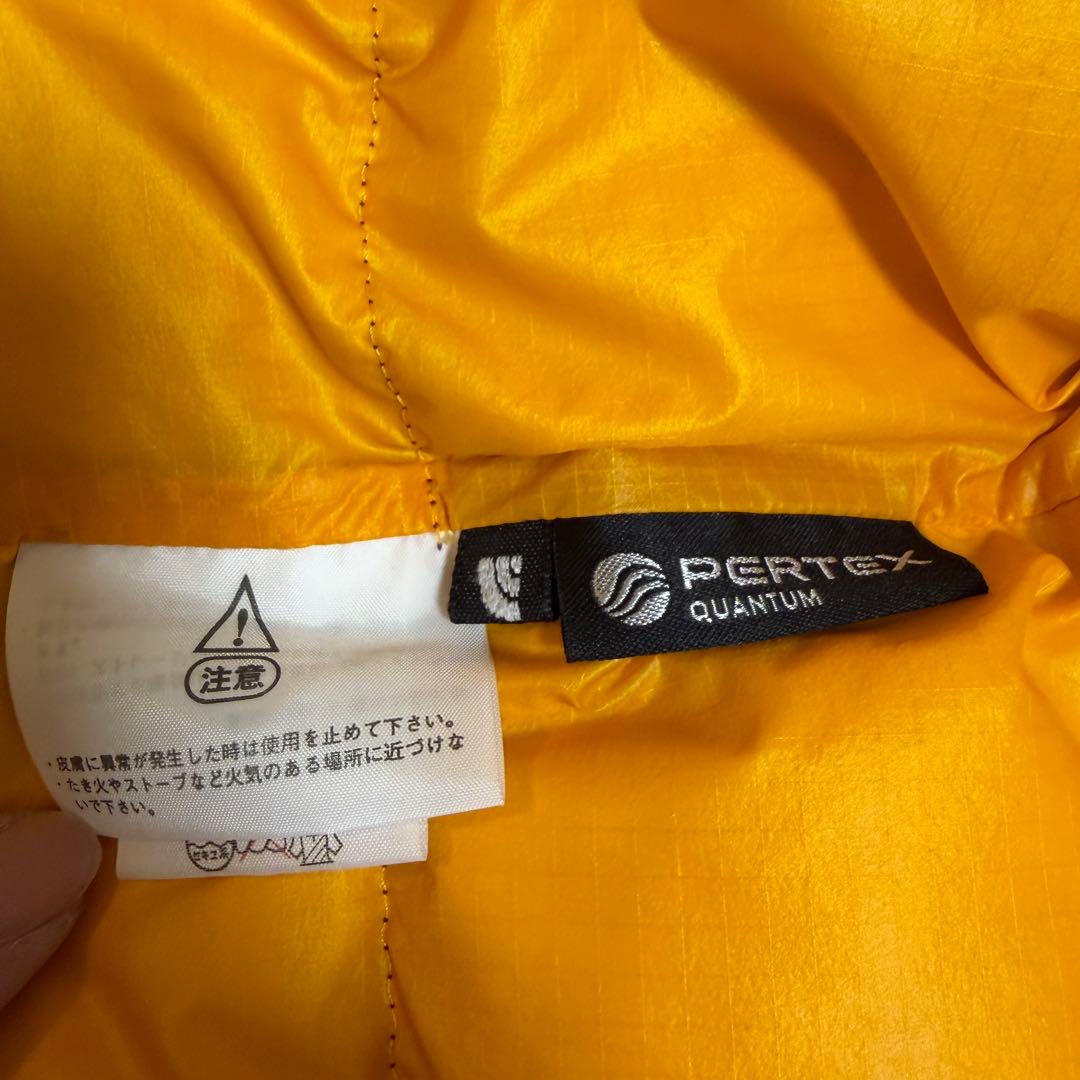 注意
・皮膚に異常が発生した時は使用を止めて下さい。
・たき火やストーブなど火気のある場所に近づけな
いで下さい。
PERTEX
QUANTUM